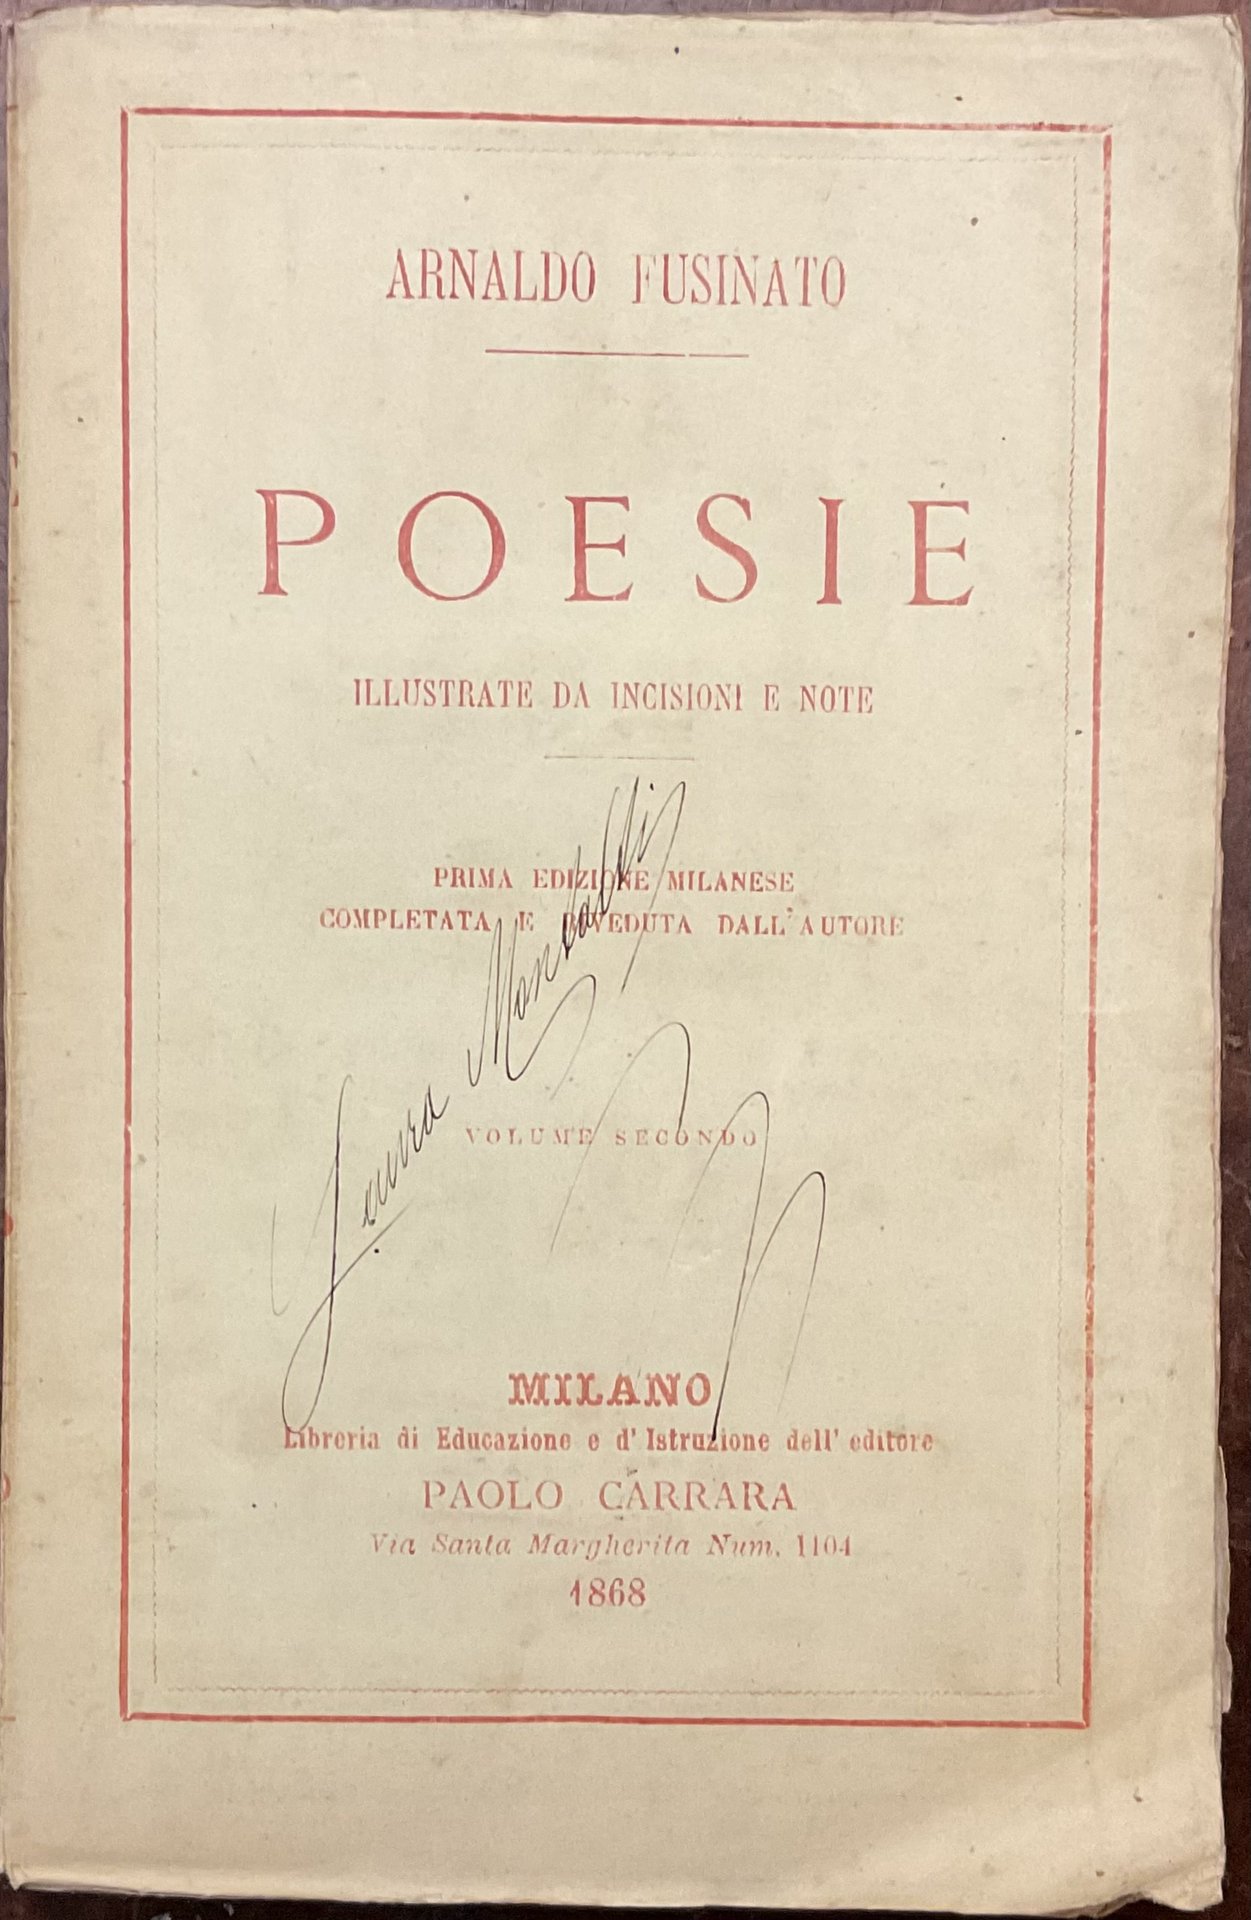 ARNALDO FUSINATO
POESIE
ILLUSTRATE DA INCISIONI E NOTE
PRIMA EDIZIONE MILANESE
COMPLETATA E RIVEDUTA DALL'AUTORE
Laura Montalti
VOLUME SECONDO
MILANO
Libreria di Educazione e d'Istruzione dell'editore
PAOLO CARRARA
Via Santa Margherita Num. 1104
1868